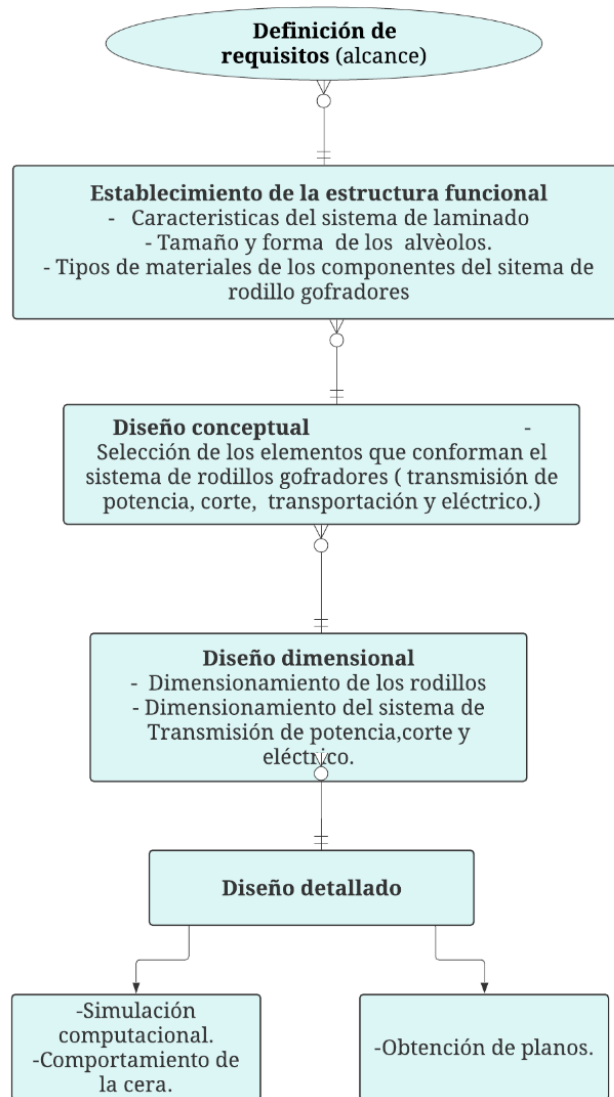 Definición de
requisitos (alcance)
Establecimiento de la estructura funcional
- Caracteristicas del sistema de laminado
- Tamaño y forma de los alvèolos.
- Tipos de materiales de los componentes del sitema de
rodillo gofradores
Diseño conceptual -
Selección de los elementos que conforman el
sistema de rodillos gofradores ( transmisión de
potencia, corte, transportación y eléctrico.)
Diseño dimensional
- Dimensionamiento de los rodillos
- Dimensionamiento del sistema de
Transmisión de potencia,corte y
eléctrico.
Diseño detallado
-Simulación
computacional.
-Comportamiento de
la cera.
-Obtención de planos.